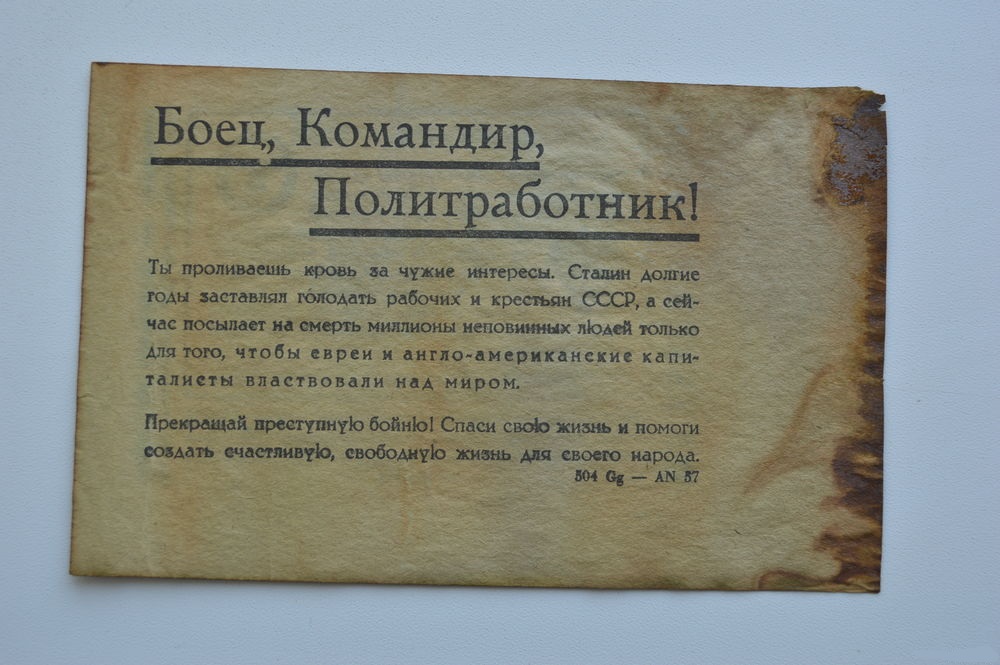 Боец, Командир,
Политработник!
Ты проливаешь кровь за чужие интересы. Сталин долгие
годы заставлял голодать рабочих и крестьян СССР, а сей-
час посылает на смерть миллионы неповинных людей только
для того, чтобы евреи и англо-американские капи-
талисты властвовали над миром.
Прекращай преступную бойню! Спаси свою жизнь и помоги
создать счастливую, свободную жизнь для своего народа.
504 Gg — AN 37